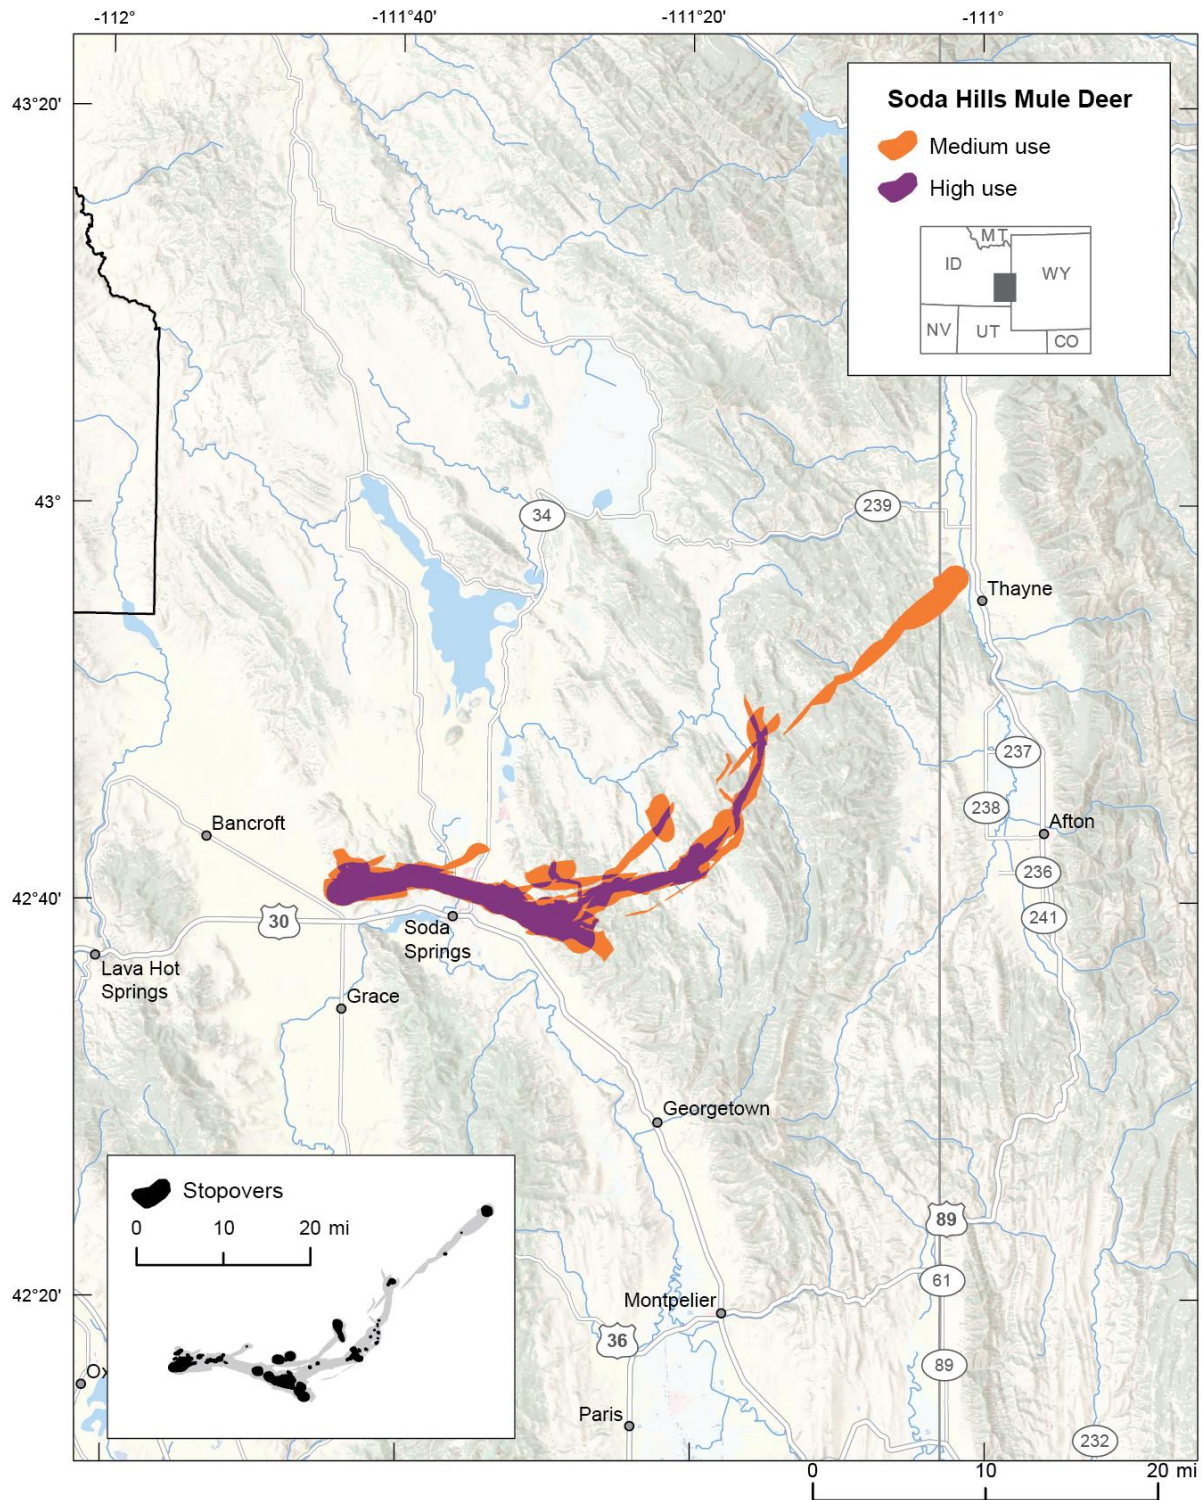 -112°
-111°40'
-111°20'
-111°
43°20'
Soda Hills Mule Deer
Medium use
High use
MT
ID
WY
NV
UT
CO
43°
34
239
Thayne
237
238
Bancroft
Afton
236
42°40'
241
30
Soda
Springs
Lava Hot
Springs
Grace
Georgetown
Stopovers
0 10 20 mi
89
61
42°20'
Montpelier
36
89
Ox
Paris
232
0 10 20 mi